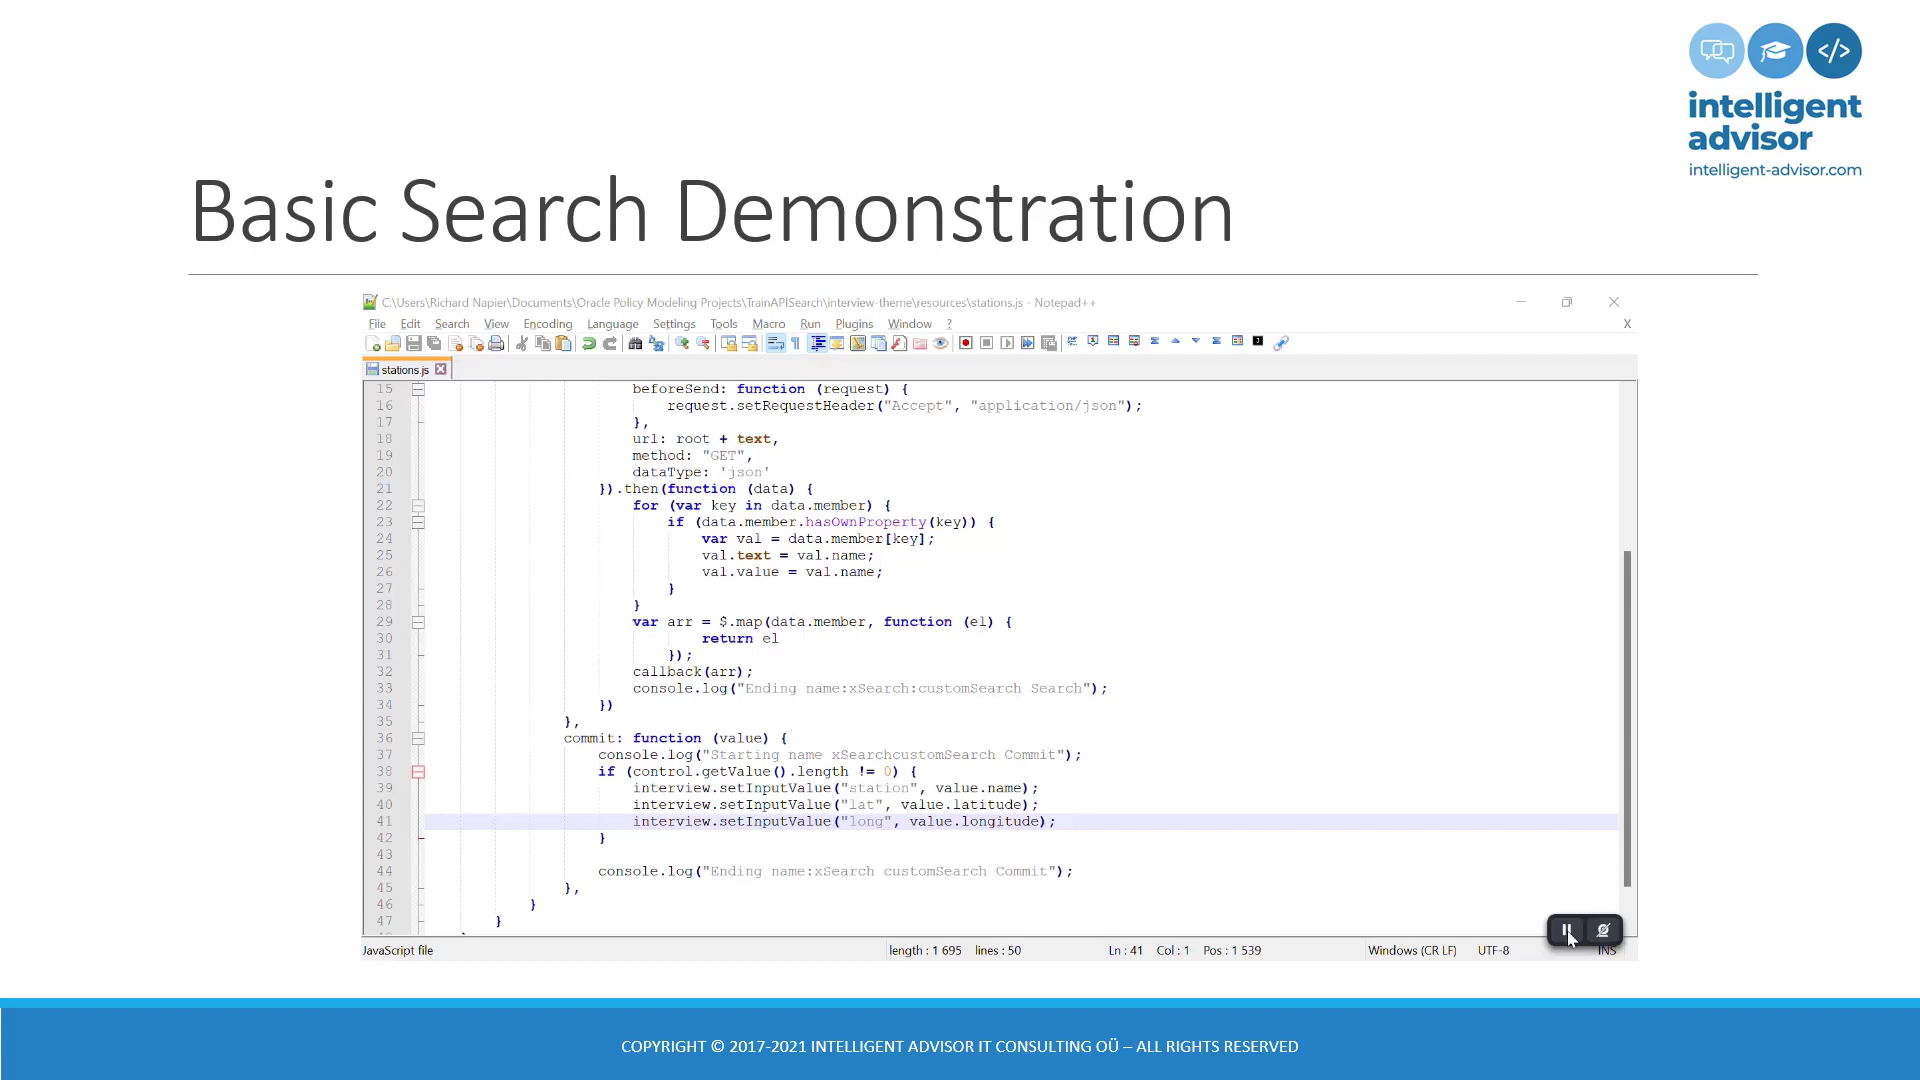 intelligent
advisor
intelligent-advisor.com
Basic Search Demonstration
C:\Users\Richard Napier\Documents\Oracle Policy Modeling Projects\TrainAPISearch\interview-theme\resources\stations.js - Notepad++
File Edit Search View Encoding Language Settings Tools Macro Run Plugins Window ? X
stations.js
15 beforeSend: function (request) {
16 request.setRequestHeader("Accept", "application/json");
17 },
18 url: root + text,
19 method: "GET",
20 dataType: 'json'
21 }).then(function (data) {
22 for (var key in data.member) {
23 if (data.member.hasOwnProperty(key)) {
24 var val = data.member[key];
25 val.text = val.name;
26 val.value = val.name;
27 }
28 }
29 var arr = $.map(data.member, function (el) {
30 return el
31 });
32 callback(arr);
33 console.log("Ending name:xSearch:customSearch Search");
34 })
35 },
36 commit: function (value) {
37 console.log("Starting name xSearchcustomSearch Commit");
38 if (control.getValue().length != 0) {
39 interview.setInputValue("station", value.name);
40 interview.setInputValue("lat", value.latitude);
41 interview.setInputValue("long", value.longitude);
42 }
43
44 console.log("Ending name:xSearch customSearch Commit");
45 },
46 }
47 }
JavaScript file length : 1 695 lines : 50 Ln : 41 Col : 1 Pos : 1 539 Windows (CR LF) UTF-8 INS
COPYRIGHT © 2017-2021 INTELLIGENT ADVISOR IT CONSULTING OÜ – ALL RIGHTS RESERVED